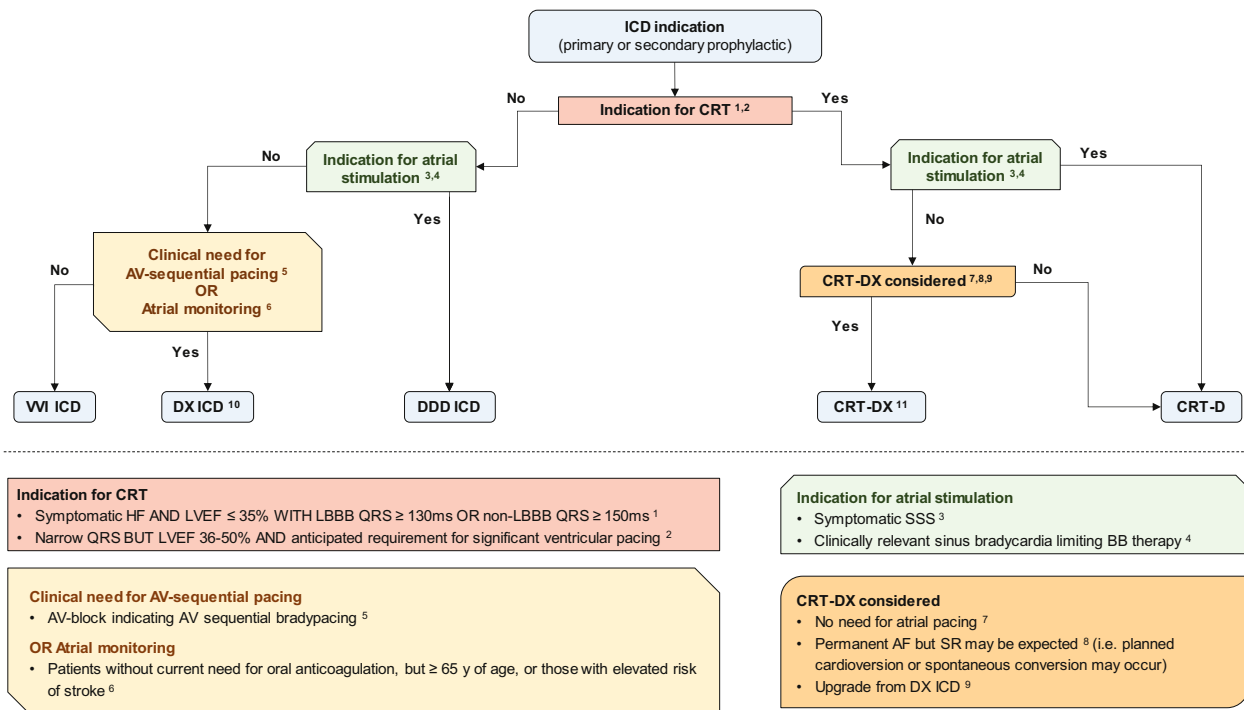 ICD indication
(primary or secondary prophylactic)
No
Indication for CRT 1,2
Yes
No
Indication for atrial
stimulation 3,4
Yes
Indication for atrial
stimulation 3,4
Yes
No
Clinical need for
AV-sequential pacing 5
OR
Atrial monitoring 6
No
Yes
CRT-DX considered 7,8,9
No
Yes
VVI ICD
DX ICD 10
DDD ICD
CRT-DX 11
CRT-D
Indication for CRT
• Symptomatic HF AND LVEF ≤ 35% WITH LBBB QRS ≥ 130ms OR non-LBBB QRS ≥ 150ms 1
• Narrow QRS BUT LVEF 36-50% AND anticipated requirement for significant ventricular pacing 2
Indication for atrial stimulation
• Symptomatic SSS 3
• Clinically relevant sinus bradycardia limiting BB therapy 4
Clinical need for AV-sequential pacing
• AV-block indicating AV sequential bradypacing 5
OR Atrial monitoring
• Patients without current need for oral anticoagulation, but ≥ 65 y of age, or those with elevated risk
of stroke 6
CRT-DX considered
• No need for atrial pacing 7
• Permanent AF but SR may be expected 8 (i.e. planned
cardioversion or spontaneous conversion may occur)
• Upgrade from DX ICD 9